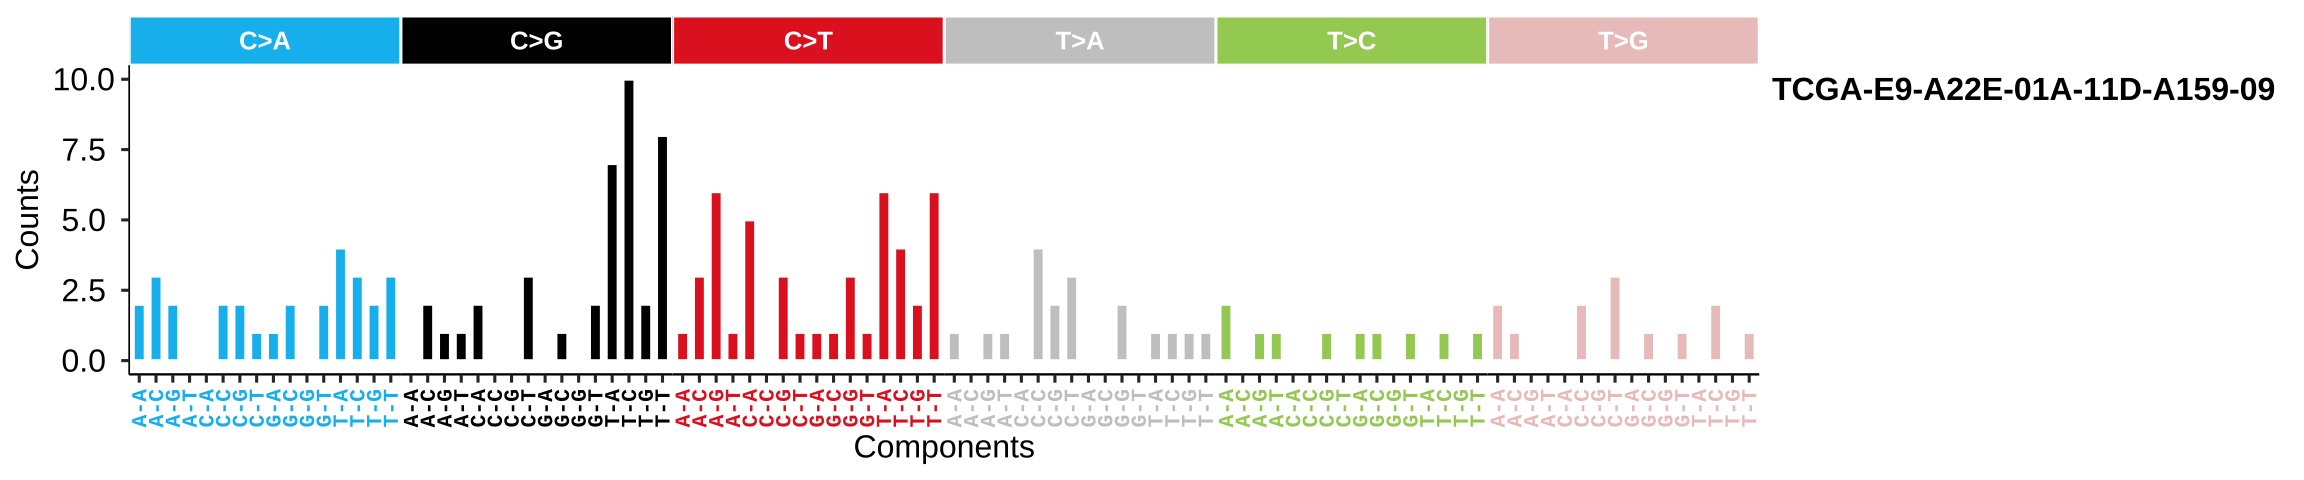 C>A C>G C>T T>A T>C T>G
TCGA-E9-A22E-01A-11D-A159-09
10.0
7.5
5.0
2.5
0.0
Counts
A-A A-C A-G A-T C-A C-C C-G C-T G-A G-C G-G G-T T-A T-C T-G T-T A-A A-C A-G A-T C-A C-C C-G C-T G-A G-C G-G G-T T-A T-C T-G T-T A-A A-C A-G A-T C-A C-C C-G C-T G-A G-C G-G G-T T-A T-C T-G T-T A-A A-C A-G A-T C-A C-C C-G C-T G-A G-C G-G G-T T-A T-C T-G T-T A-A A-C A-G A-T C-A C-C C-G C-T G-A G-C G-G G-T T-A T-C T-G T-T A-A A-C A-G A-T C-A C-C C-G C-T G-A G-C G-G G-T T-A T-C T-G T-T
Components